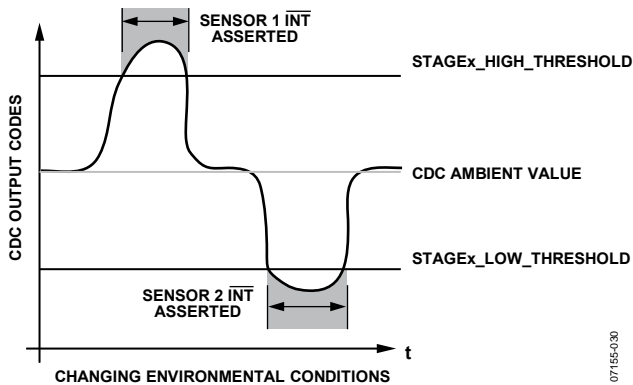 SENSOR 1 INT
ASSERTED
STAGEx_HIGH_THRESHOLD
CDC OUTPUT CODES
CDC AMBIENT VALUE
STAGEx_LOW_THRESHOLD
SENSOR 2 INT
ASSERTED
t
CHANGING ENVIRONMENTAL CONDITIONS
07155-030